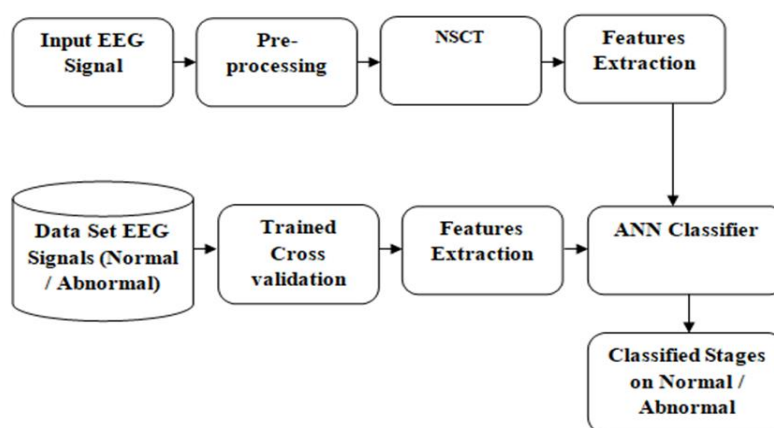 Input EEG
Signal
Pre-
processing
NSCT
Features
Extraction
Data Set EEG
Signals (Normal
/ Abnormal)
Trained
Cross
validation
Features
Extraction
ANN Classifier
Classified Stages
on Normal /
Abnormal